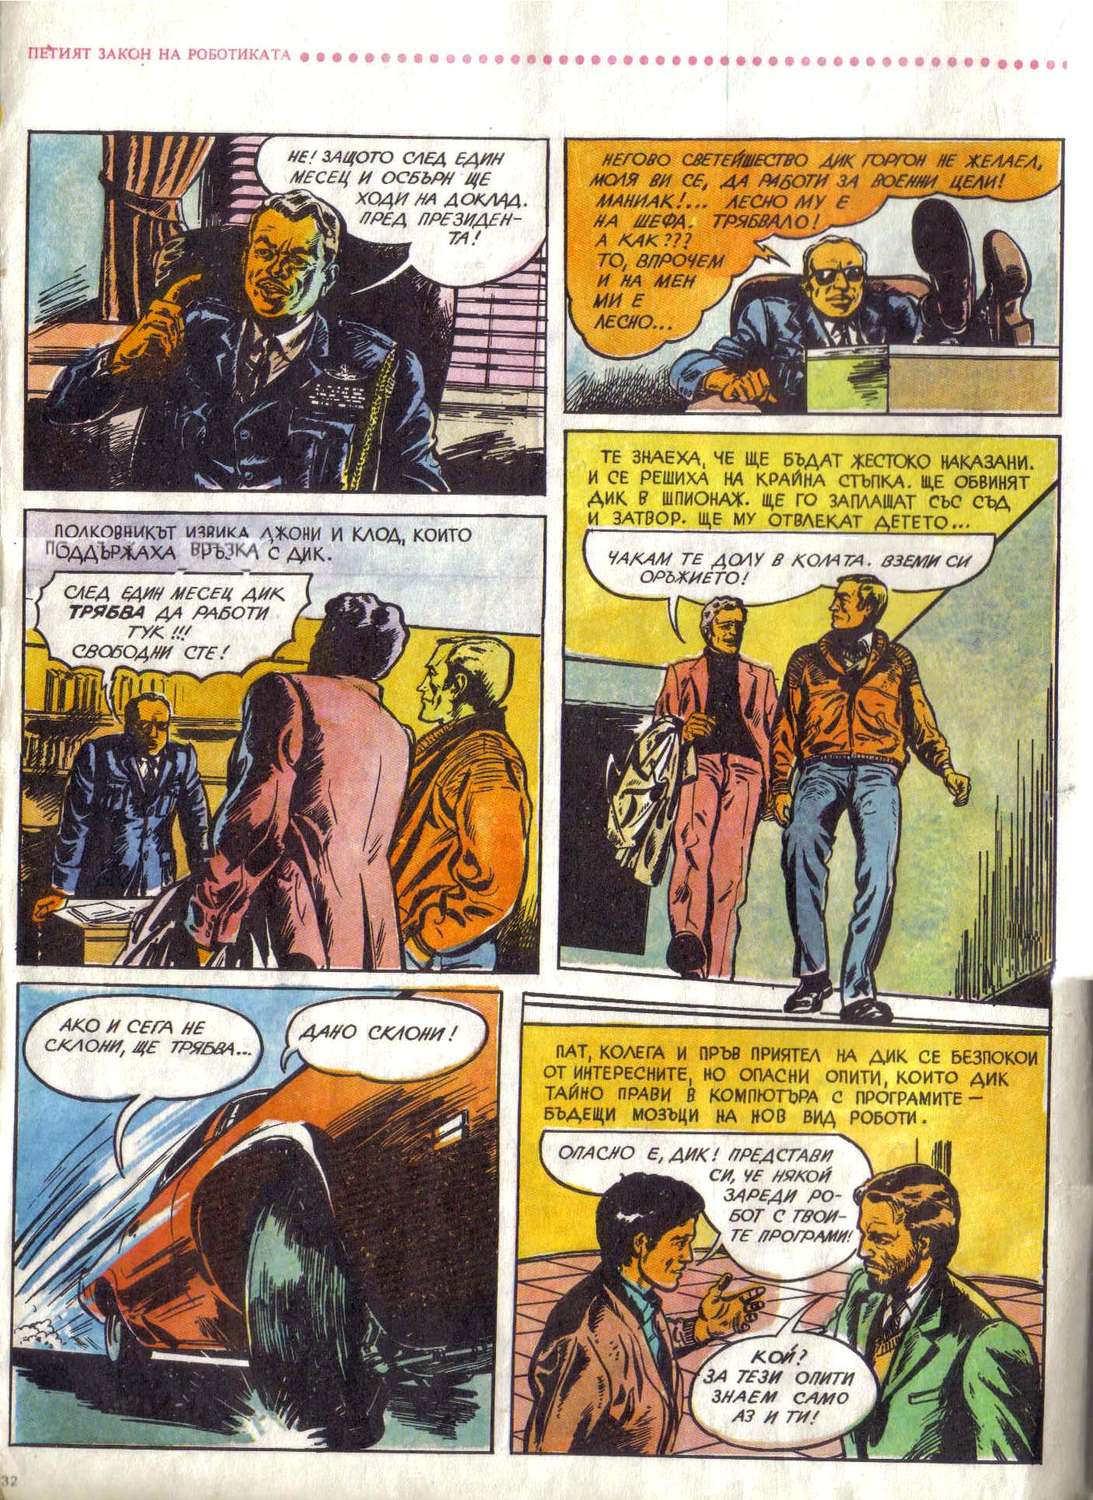 ПЕТИЯТ ЗАКОН НА РОБОТИКАТА
НЕ! ЗАЩОТО СЛЕД ЕДИН
МЕСЕЦ И ОСБЪРН ЩЕ
ХОДИ НА ДОКЛАД.
ПРЕД ПРЕЗИДЕН-
ТА!
НЕГОВО СВЕТЕЙШЕСТВО ДИК ГОРГОН НЕ ЖЕЛАЕЛ,
МОЛЯ ВИ СЕ, ДА РАБОТИ ЗА ВОЕННИ ЦЕЛИ!
МАНИАК!... ЛЕСНО МУ Е
НА ШЕФА. ТРЯБВАЛО!
А КАК???
ТО, ВПРОЧЕМ
И НА МЕН
МИ Е
ЛЕСНО...
ПОЛКОВНИКЪТ ИЗВИКА ДЖОНИ И КЛОД, КОИТО
ПОДДЪРЖАХА ВРЪЗКА С ДИК.
СЛЕД ЕДИН МЕСЕЦ ДИК
ТРЯБВА ДА РАБОТИ
ТУК!!!
СВОБОДНИ СТЕ!
ТЕ ЗНАЕХА, ЧЕ ЩЕ БЪДАТ ЖЕСТОКО НАКАЗАНИ.
И СЕ РЕШИХА НА КРАЙНА СТЪПКА. ЩЕ ОБВИНЯТ
ДИК В ШПИОНАЖ. ЩЕ ГО ЗАПЛАШАТ СЪС СЪД
И ЗАТВОР. ЩЕ МУ ОТВЛЕКАТ ДЕТЕТО...
ЧАКАМ ТЕ ДОЛУ В КОЛАТА. ВЗЕМИ СИ
ОРЪЖИЕТО!
АКО И СЕГА НЕ
СКЛОНИ, ЩЕ ТРЯБВА...
ДАНО СКЛОНИ!
ПАТ, КОЛЕГА И ПРЪВ ПРИЯТЕЛ НА ДИК СЕ БЕЗПОКОИ
ОТ ИНТЕРЕСНИТЕ, НО ОПАСНИ ОПИТИ, КОИТО ДИК
ТАЙНО ПРАВИ В КОМПЮТЪРА С ПРОГРАМИТЕ —
БЪДЕЩИ МОЗЪЦИ НА НОВ ВИД РОБОТИ.
ОПАСНО Е, ДИК! ПРЕДСТАВИ
СИ, ЧЕ НЯКОЙ
ЗАРЕДИ РО-
БОТ С ТВОИ-
ТЕ ПРОГРАМИ!
КОЙ?
ЗА ТЕЗИ ОПИТИ
ЗНАЕМ САМО
АЗ И ТИ!
32